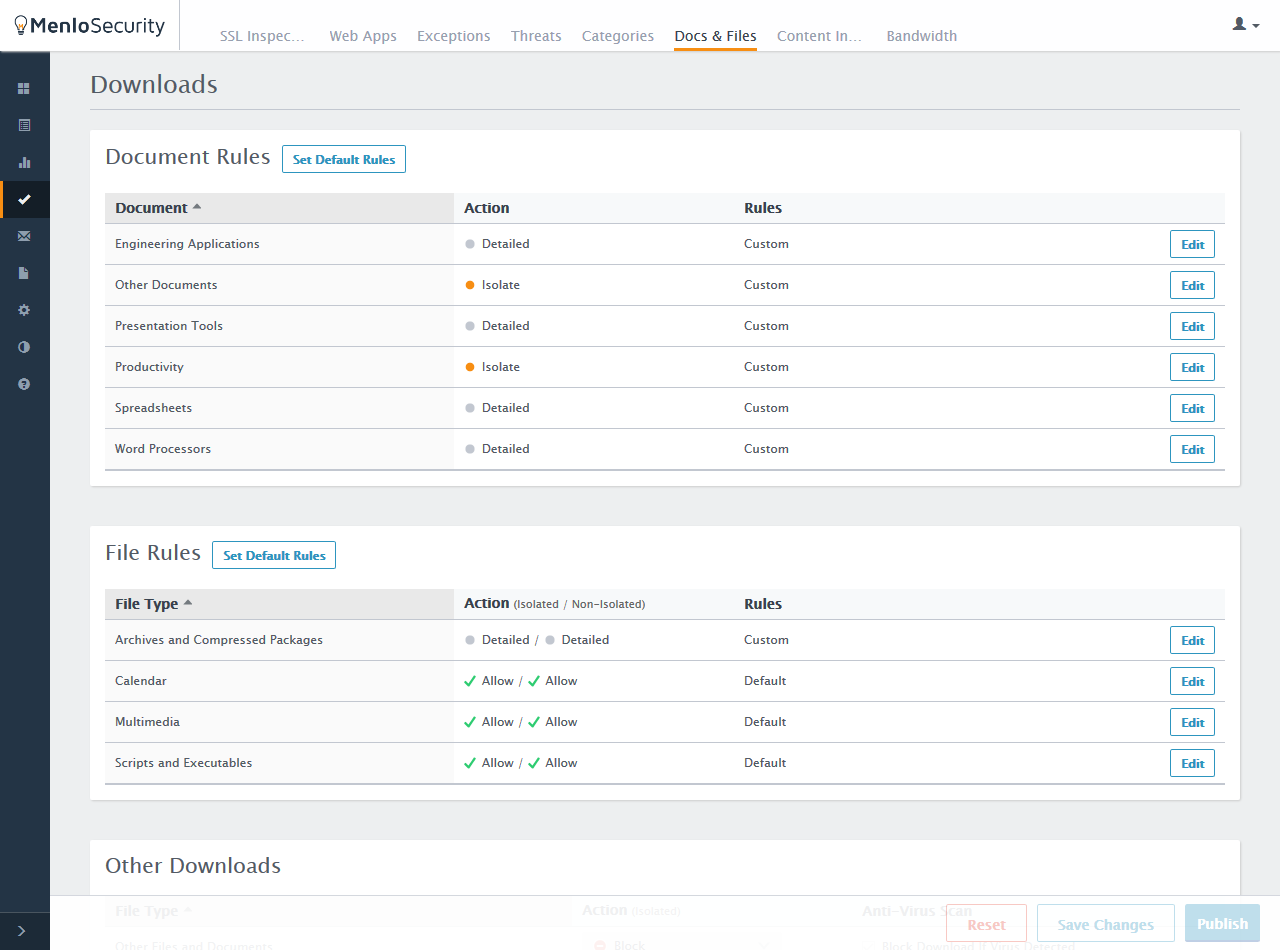 MenloSecurity
SSL Inspec... Web Apps Exceptions Threats Categories Docs & Files Content In... Bandwidth
Downloads
Document Rules Set Default Rules
Document Action Rules
Engineering Applications Detailed Custom Edit
Other Documents Isolate Custom Edit
Presentation Tools Detailed Custom Edit
Productivity Isolate Custom Edit
Spreadsheets Detailed Custom Edit
Word Processors Detailed Custom Edit
File Rules Set Default Rules
File Type Action (Isolated / Non-Isolated) Rules
Archives and Compressed Packages Detailed / Detailed Custom Edit
Calendar Allow / Allow Default Edit
Multimedia Allow / Allow Default Edit
Scripts and Executables Allow / Allow Default Edit
Other Downloads
File Type Action (Isolated) Anti-Virus Scan
Reset Save Changes Publish
Other Files and Documents Block Block Download If Virus Detected